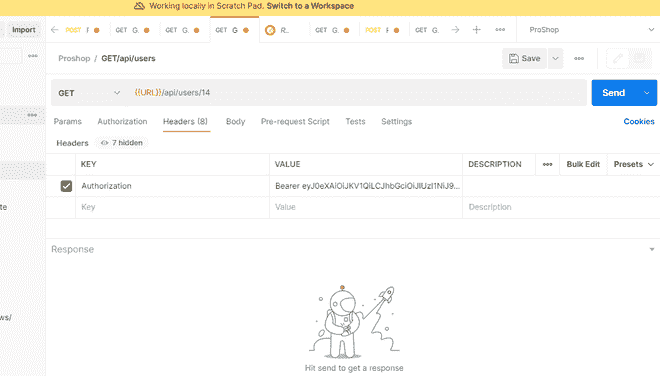 Working locally in Scratch Pad. Switch to a Workspace
Import
POST F GET G. GET G. GET G R.. GET G. GET G. POST F GET G. ProShop
Proshop / GET/api/users
Save
GET {{URL}}/api/users/14 Send
Params Authorization Headers (8) Body Pre-request Script Tests Settings Cookies
Headers 7 hidden
KEY VALUE DESCRIPTION Bulk Edit Presets
Authorization Bearer eyJ0eXAiOiJKV1QiLCJhbGciOiJIUzI1NiJ9...
te
Key Value Description
Response
ws/
Hit send to get a response